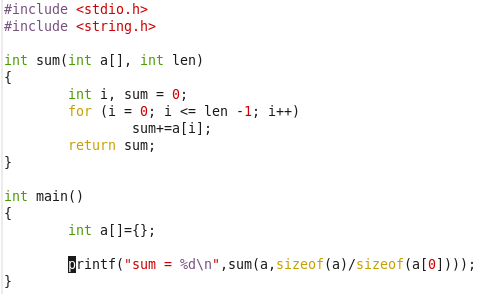 #include <stdio.h>
#include <string.h>

int sum(int a[], int len)
{
        int i, sum = 0;
        for (i = 0; i <= len -1; i++)
                sum+=a[i];
        return sum;
}

int main()
{
        int a[]={};

        printf("sum = %d\n",sum(a,sizeof(a)/sizeof(a[0])));
}